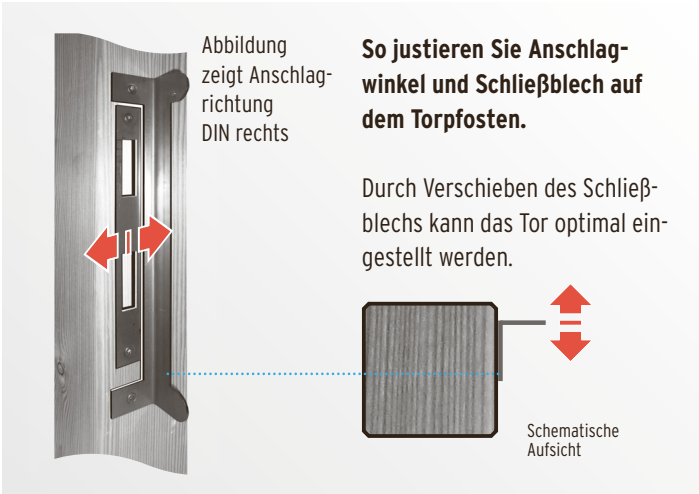 Abbildung
zeigt Anschlag-
richtung
DIN rechts
So justieren Sie Anschlag-
winkel und Schließblech auf
dem Torpfosten.
Durch Verschieben des Schließ-
blechs kann das Tor optimal ein-
gestellt werden.
Schematische
Aufsicht